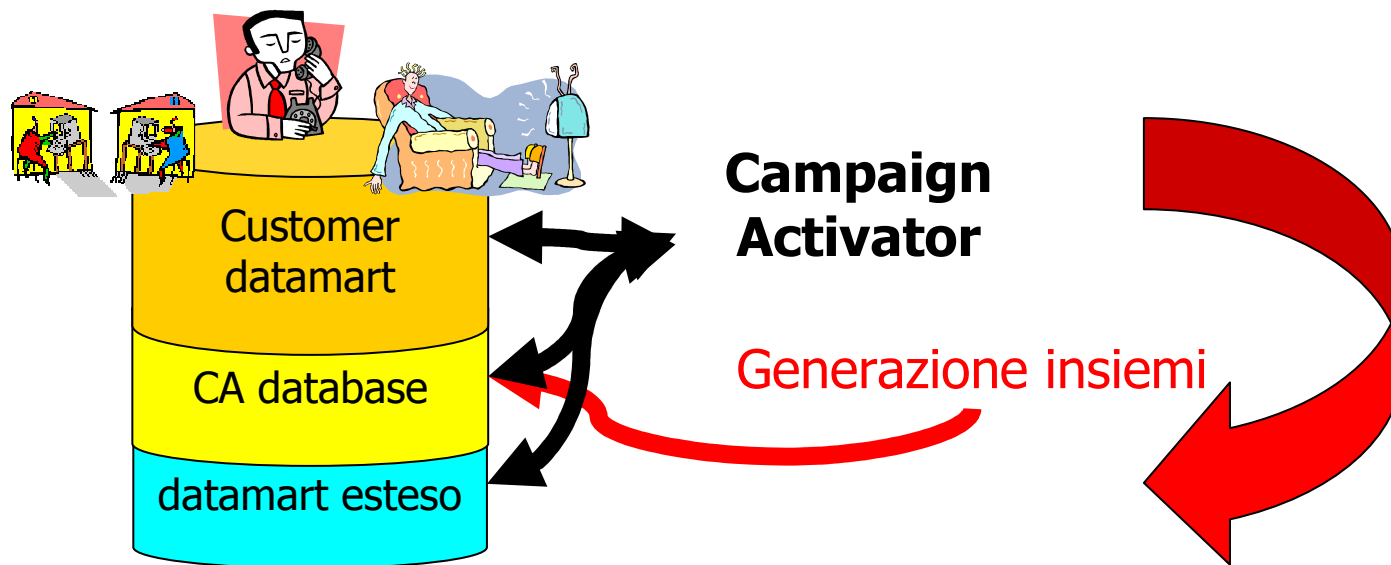 Customer
datamart
CA database
datamart esteso
Campaign
Activator
Generazione insiemi